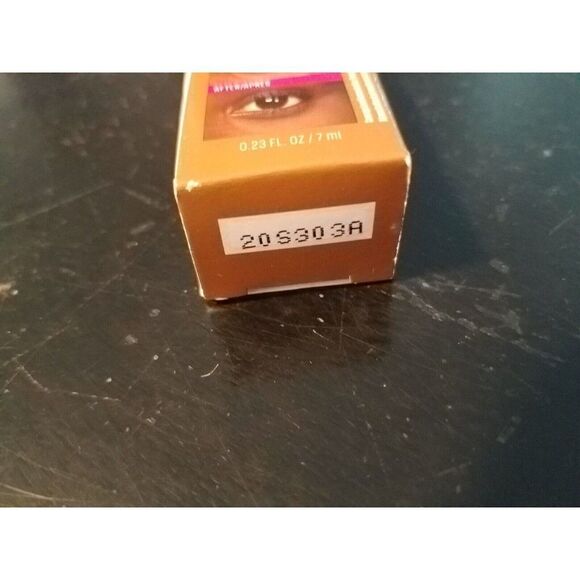 AFTER/APRÈS
0.23 FL. OZ / 7 ml
20S303A